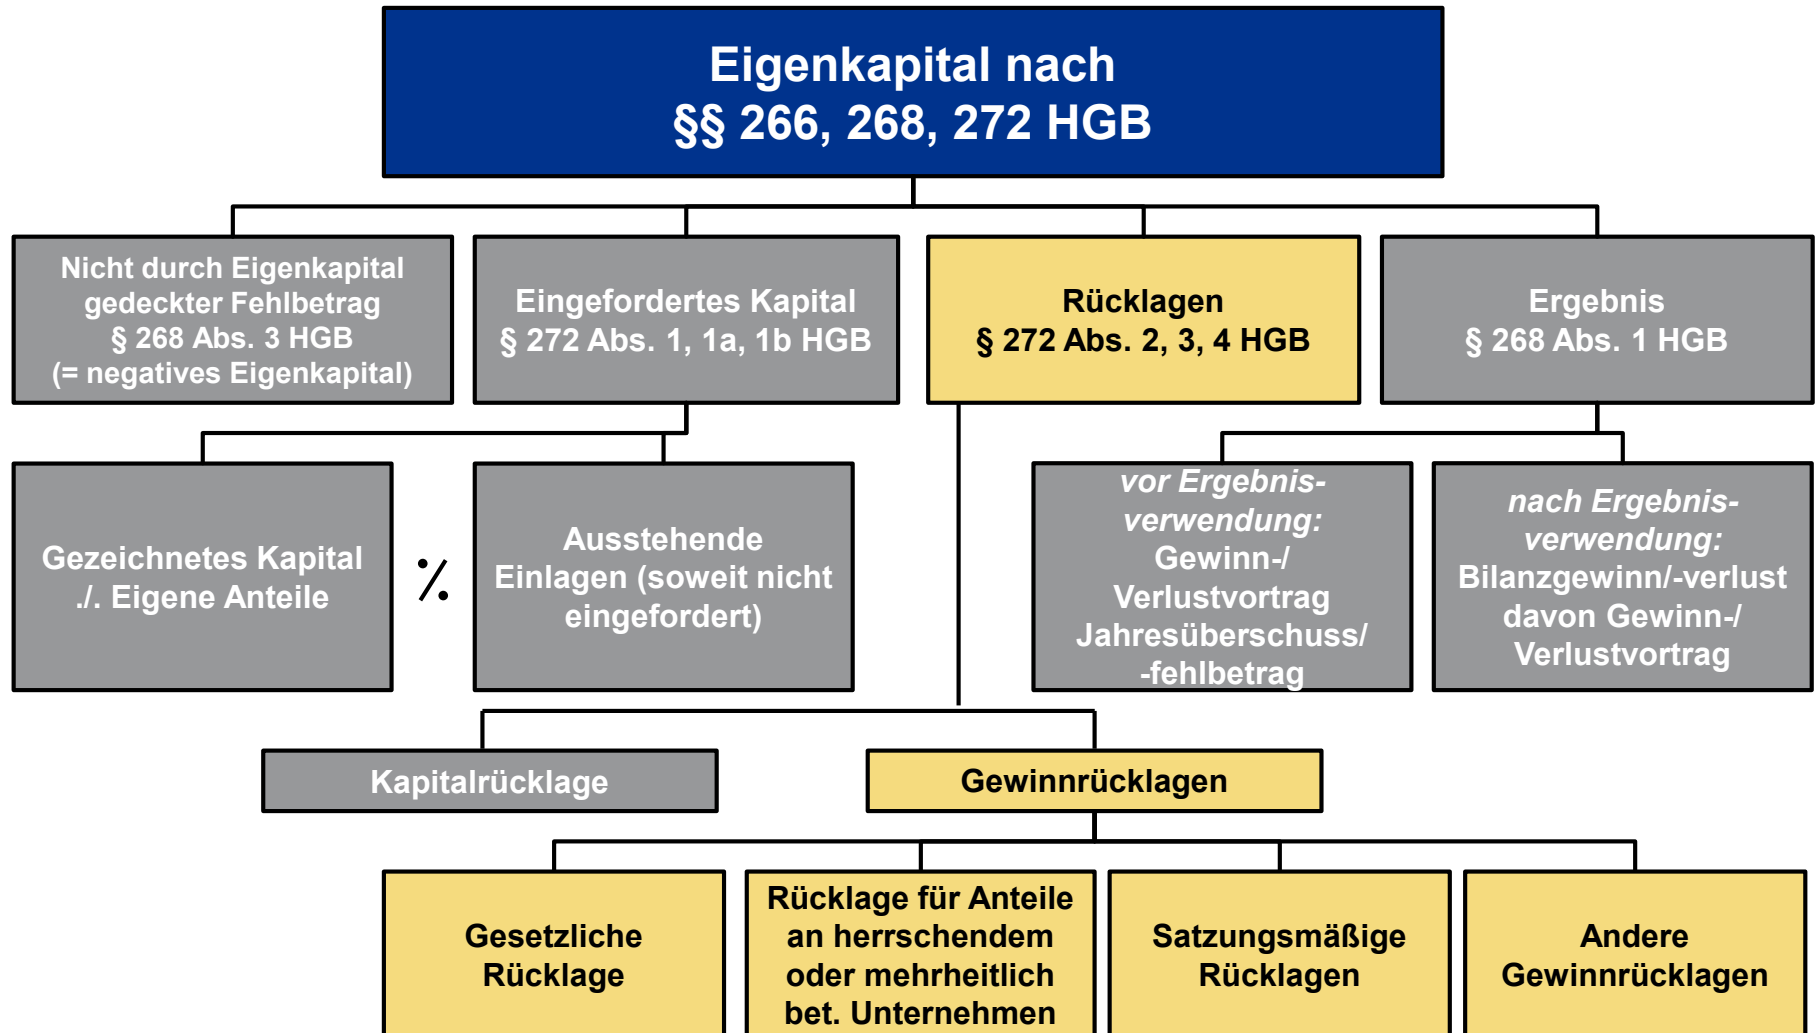 Eigenkapital nach
§§ 266, 268, 272 HGB
Nicht durch Eigenkapital
gedeckter Fehlbetrag
§ 268 Abs. 3 HGB
(= negatives Eigenkapital)
Eingefordertes Kapital
§ 272 Abs. 1, 1a, 1b HGB
Rücklagen
§ 272 Abs. 2, 3, 4 HGB
Ergebnis
§ 268 Abs. 1 HGB
Gezeichnetes Kapital
./. Eigene Anteile
⁒
Ausstehende
Einlagen (soweit nicht
eingefordert)
vor Ergebnis-
verwendung:
Gewinn-/
Verlustvortrag
Jahresüberschuss/
-fehlbetrag
nach Ergebnis-
verwendung:
Bilanzgewinn/-verlust
davon Gewinn-/
Verlustvortrag
Kapitalrücklage
Gewinnrücklagen
Gesetzliche
Rücklage
Rücklage für Anteile
an herrschendem
oder mehrheitlich
bet. Unternehmen
Satzungsmäßige
Rücklagen
Andere
Gewinnrücklagen